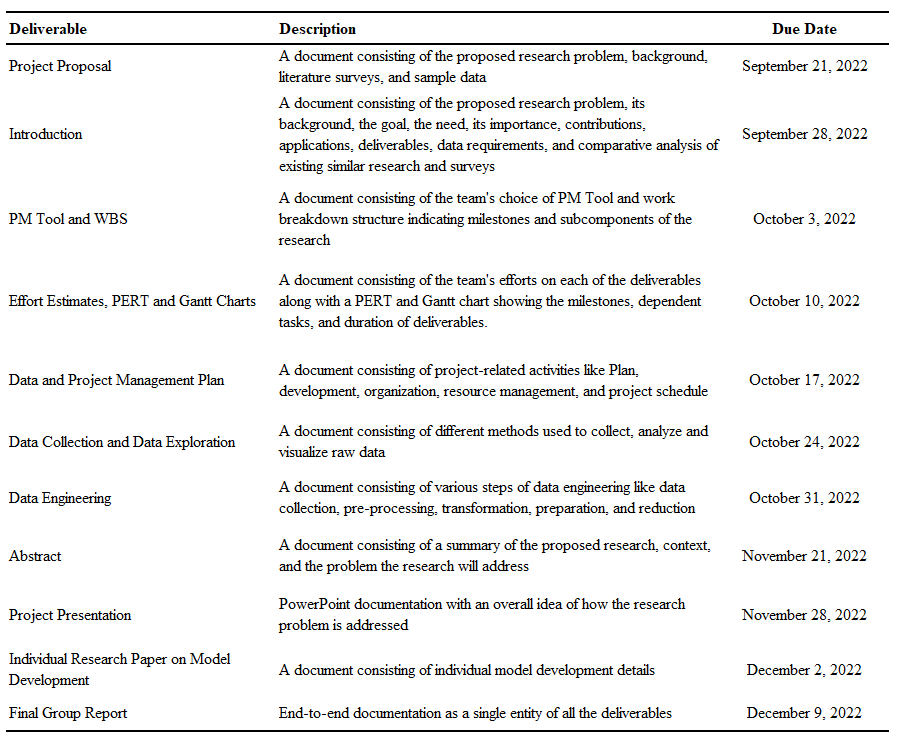 Deliverable Description Due Date
Project Proposal A document consisting of the proposed research problem, background, September 21, 2022
literature surveys, and sample data
A document consisting of the proposed research problem, its
Introduction background, the goal, the need, its importance, contributions, September 28, 2022
applications, deliverables, data requirements, and comparative analysis of
existing similar research and surveys
A document consisting of the team's choice of PM Tool and work
PM Tool and WBS breakdown structure indicating milestones and subcomponents of the October 3, 2022
research
A document consisting of the team's efforts on each of the deliverables
Effort Estimates, PERT and Gantt Charts along with a PERT and Gantt chart showing the milestones, dependent October 10, 2022
tasks, and duration of deliverables.
Data and Project Management Plan A document consisting of project-related activities like Plan, October 17, 2022
development, organization, resource management, and project schedule
Data Collection and Data Exploration A document consisting of different methods used to collect, analyze and October 24, 2022
visualize raw data
Data Engineering A document consisting of various steps of data engineering like data October 31, 2022
collection, pre-processing, transformation, preparation, and reduction
Abstract A document consisting of a summary of the proposed research, context, November 21, 2022
and the problem the research will address
Project Presentation PowerPoint documentation with an overall idea of how the research November 28, 2022
problem is addressed
Individual Research Paper on Model
Development A document consisting of individual model development details December 2, 2022
Final Group Report End-to-end documentation as a single entity of all the deliverables December 9, 2022